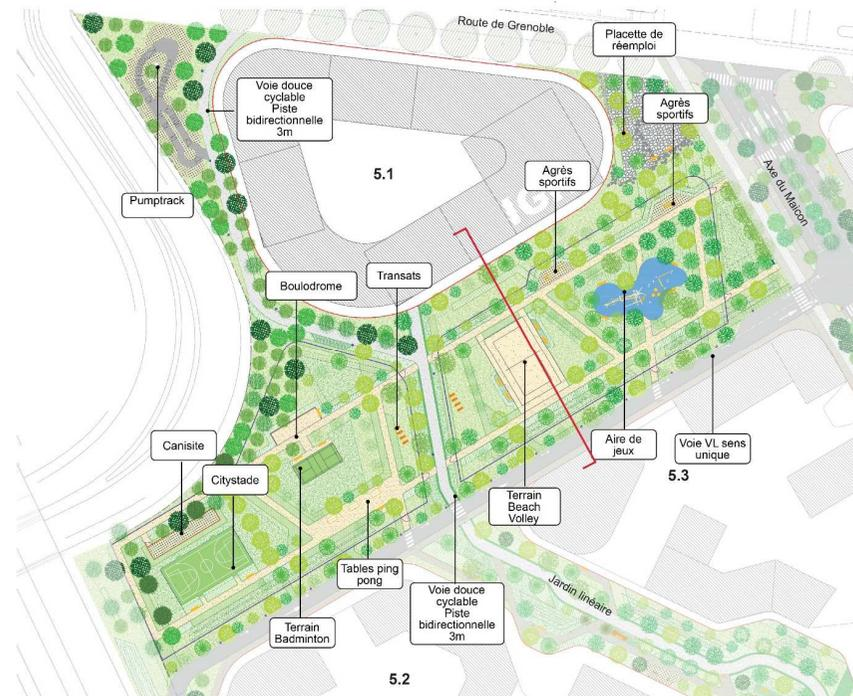 Route de Grenoble
Placette de
réemploi
Agrès
sportifs
Voie douce
cyclable
Piste
bidirectionnelle
3m
Axe du Maicon
5.1
Agrès
sportifs
Pumptrack
Boulodrome
Transats
Canisite
Citystade
Aire de
jeux
Voie VL sens
unique
5.3
Terrain
Beach
Volley
Tables ping
pong
Voie douce
cyclable
Piste
bidirectionnelle
3m
Jardin linéaire
Terrain
Badminton
5.2